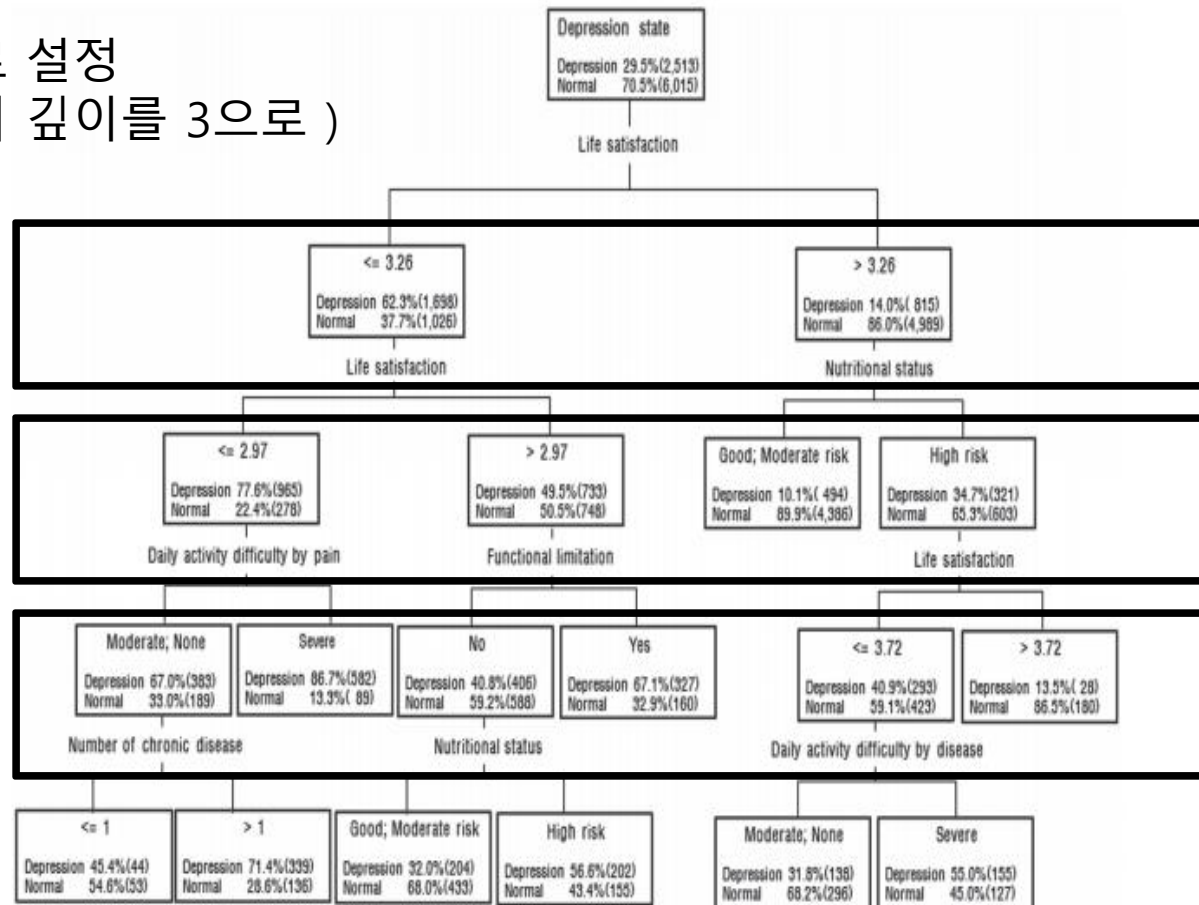 설정
깊이를 3으로 )
Depression state
Depression 29.5%(2,513)
Normal 70.5%(6,015)
Life satisfaction
<= 3.26
Depression 62.3%(1,698)
Normal 37.7%(1,026)
Life satisfaction
> 3.26
Depression 14.0%( 815)
Normal 86.0%(4,989)
Nutritional status
<= 2.97
Depression 77.6%(965)
Normal 22.4%(278)
Daily activity difficulty by pain
> 2.97
Depression 49.5%(733)
Normal 50.5%(748)
Functional limitation
Good; Moderate risk
Depression 10.1%( 494)
Normal 89.9%(4,386)
High risk
Depression 34.7%(321)
Normal 65.3%(603)
Life satisfaction
Moderate; None
Depression 67.0%(383)
Normal 33.0%(189)
Number of chronic disease
Severe
Depression 86.7%(582)
Normal 13.3%( 89)
No
Depression 40.8%(406)
Normal 59.2%(588)
Nutritional status
Yes
Depression 67.1%(327)
Normal 32.9%(160)
<= 3.72
Depression 40.9%(293)
Normal 59.1%(423)
Daily activity difficulty by disease
> 3.72
Depression 13.5%( 28)
Normal 86.5%(180)
<= 1
Depression 45.4%(44)
Normal 54.6%(53)
> 1
Depression 71.4%(339)
Normal 28.6%(136)
Good; Moderate risk
Depression 32.0%(204)
Normal 68.0%(433)
High risk
Depression 56.6%(202)
Normal 43.4%(155)
Moderate; None
Depression 31.8%(138)
Normal 68.2%(296)
Severe
Depression 55.0%(155)
Normal 45.0%(127)